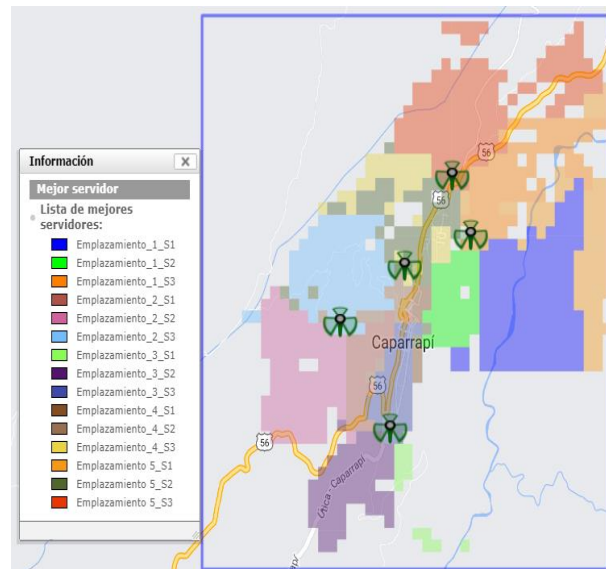 Información
X
Mejor servidor
Lista de mejores
servidores:
Emplazamiento_1_S1
Emplazamiento_1_S2
Emplazamiento_1_S3
Emplazamiento_2_S1
Emplazamiento_2_S2
Emplazamiento_2_S3
Emplazamiento_3_S1
Emplazamiento_3_S2
Emplazamiento_3_S3
Emplazamiento_4_S1
Emplazamiento_4_S2
Emplazamiento_4_S3
Emplazamiento 5_S1
Emplazamiento 5_S2
Emplazamiento 5_S3
56
56
Caparrapí
56
56
Útica - Caparrapí